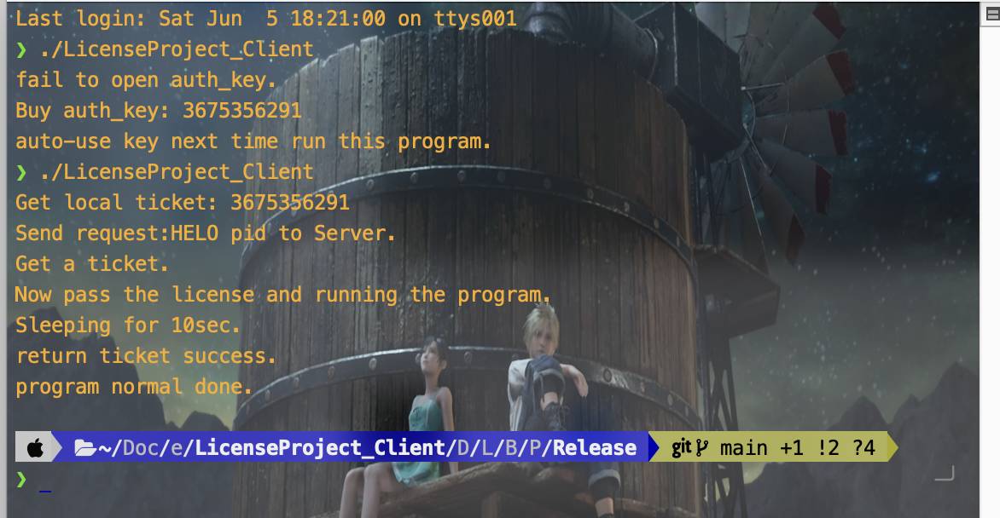 Last login: Sat Jun  5 18:21:00 on ttys001
❯ ./LicenseProject_Client
fail to open auth_key.
Buy auth_key: 3675356291
auto-use key next time run this program.
❯ ./LicenseProject_Client
Get local ticket: 3675356291
Send request:HELO pid to Server.
Get a ticket.
Now pass the license and running the program.
Sleeping for 10sec.
return ticket success.
program normal done.
~/Doc/e/LicenseProject_Client/D/L/B/P/Release git main +1 !2 ?4
❯ _